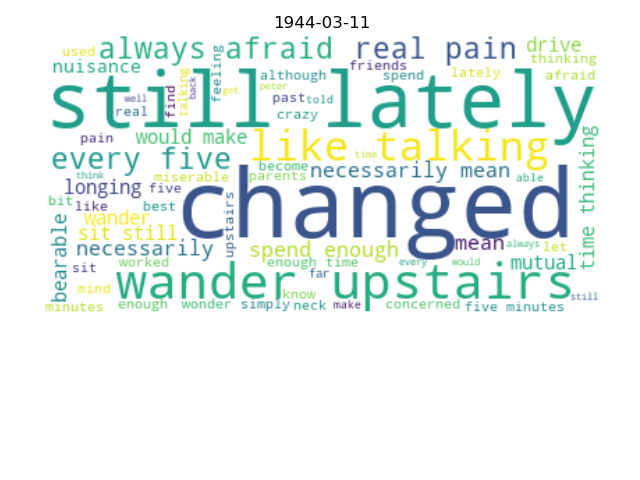 1944-03-11
used always afraid real pain drive
nuisance feeling friends thinking
although spend lately afraid
still lately
talking back find well get peter
real past told
crazy
pain would make like talking
every five time
become necessarily mean
think miserable parents able
longing five
bit like best changed
wander upstairs time thinking
sit still
necessarily spend enough mean always let
bearable sit worked enough time every would mutual
far
mind wander upstairs
know still
minutes enough wonder simply neck make concerned five minutes